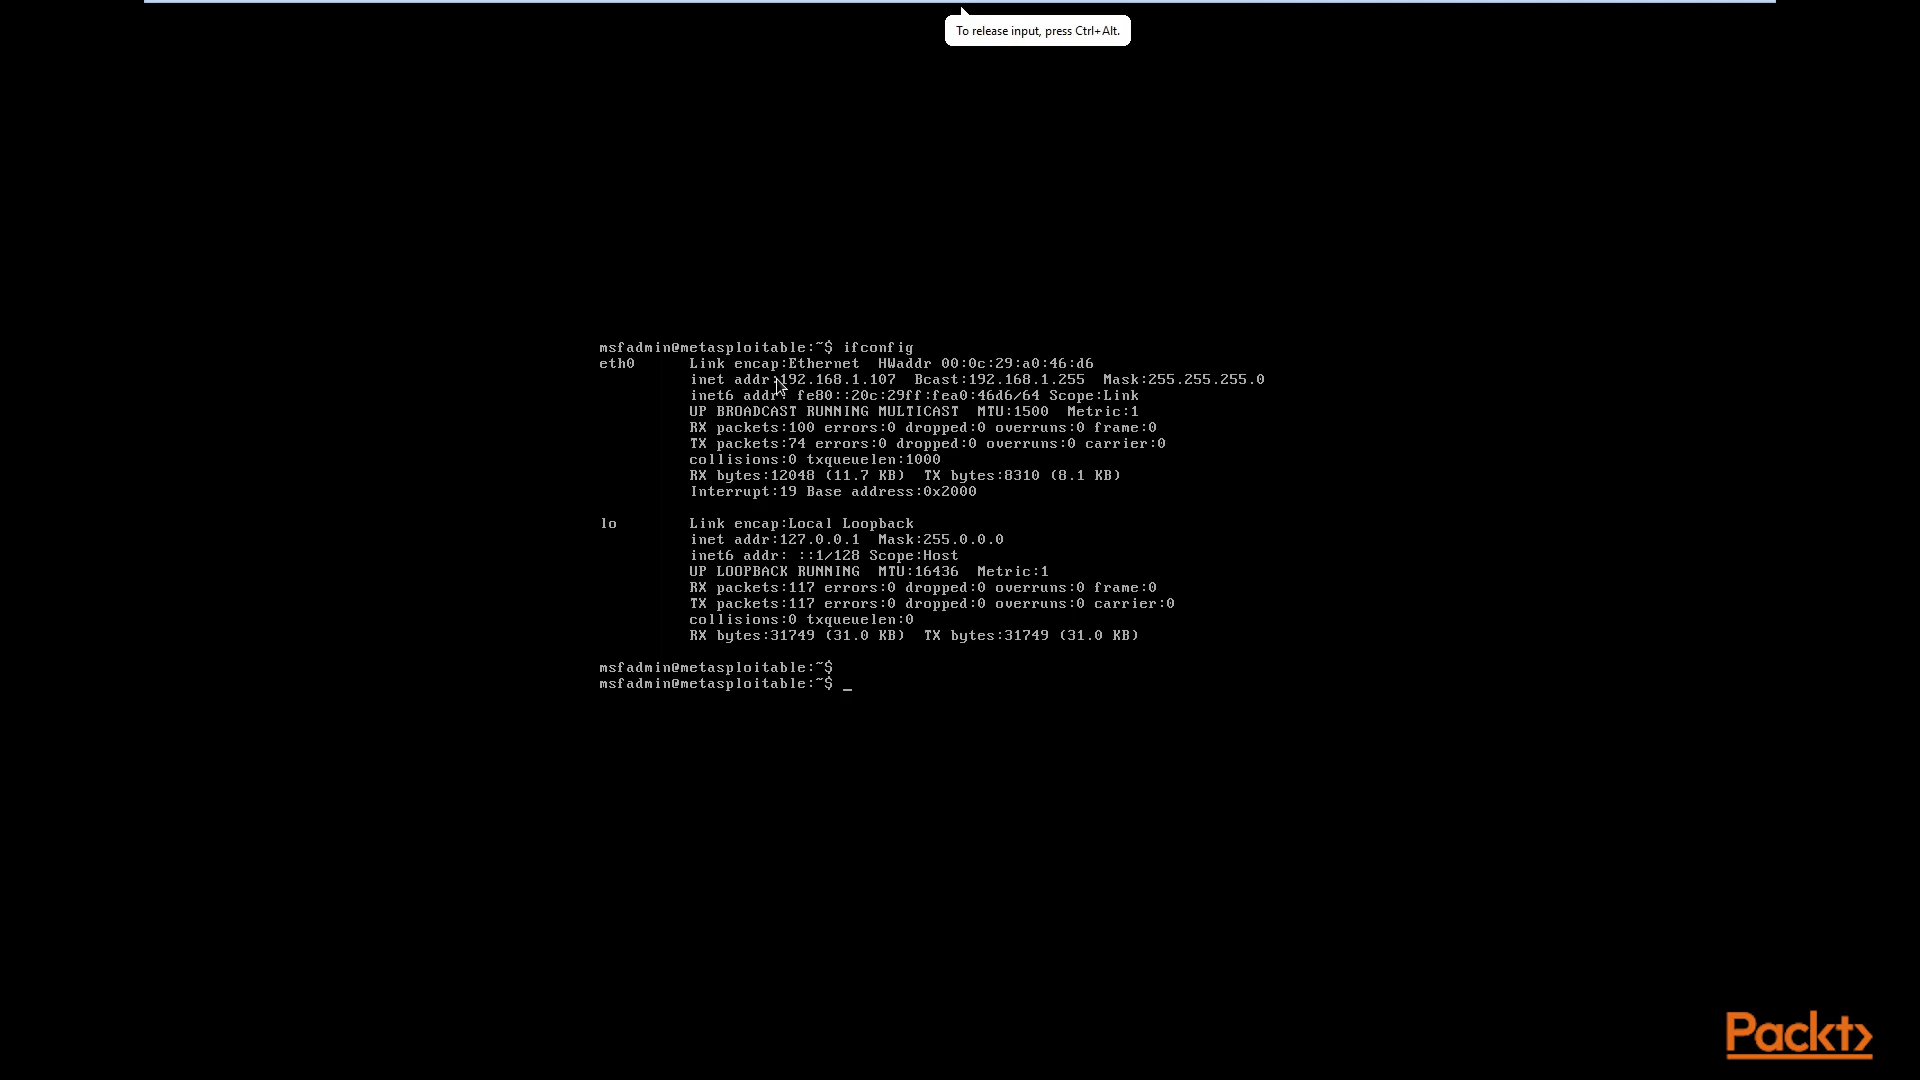 To release input, press Ctrl+Alt.
msfadmin@metasploitable:~$ ifconfig
eth0 Link encap:Ethernet HWaddr 00:0c:29:a0:46:d6
inet addr:192.168.1.107 Bcast:192.168.1.255 Mask:255.255.255.0
inet6 addr: fe80::20c:29ff:fea0:46d6/64 Scope:Link
UP BROADCAST RUNNING MULTICAST MTU:1500 Metric:1
RX packets:100 errors:0 dropped:0 overruns:0 frame:0
TX packets:74 errors:0 dropped:0 overruns:0 carrier:0
collisions:0 txqueuelen:1000
RX bytes:12048 (11.7 KB) TX bytes:8310 (8.1 KB)
Interrupt:19 Base address:0x2000
lo Link encap:Local Loopback
inet addr:127.0.0.1 Mask:255.0.0.0
inet6 addr: ::1/128 Scope:Host
UP LOOPBACK RUNNING MTU:16436 Metric:1
RX packets:117 errors:0 dropped:0 overruns:0 frame:0
TX packets:117 errors:0 dropped:0 overruns:0 carrier:0
collisions:0 txqueuelen:0
RX bytes:31749 (31.0 KB) TX bytes:31749 (31.0 KB)
msfadmin@metasploitable:~$
msfadmin@metasploitable:~$ _
Packt>